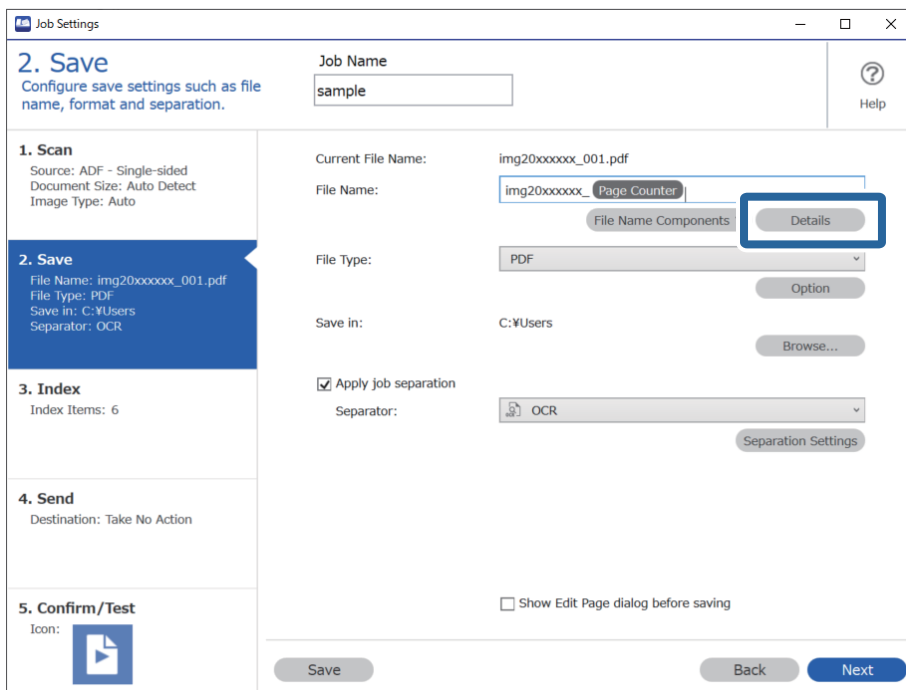 Job Settings
2. Save
Configure save settings such as file
name, format and separation.
Job Name
sample
Help
1. Scan
Source: ADF - Single-sided
Document Size: Auto Detect
Image Type: Auto
2. Save
File Name: img20xxxxxx_001.pdf
File Type: PDF
Save in: C:¥Users
Separator: OCR
3. Index
Index Items: 6
4. Send
Destination: Take No Action
5. Confirm/Test
Icon:
Current File Name: img20xxxxxx_001.pdf
File Name: img20xxxxxx_ Page Counter
File Name Components Details
File Type: PDF
Option
Save in: C:¥Users
Browse...
Apply job separation
Separator: OCR
Separation Settings
Show Edit Page dialog before saving
Save Back Next